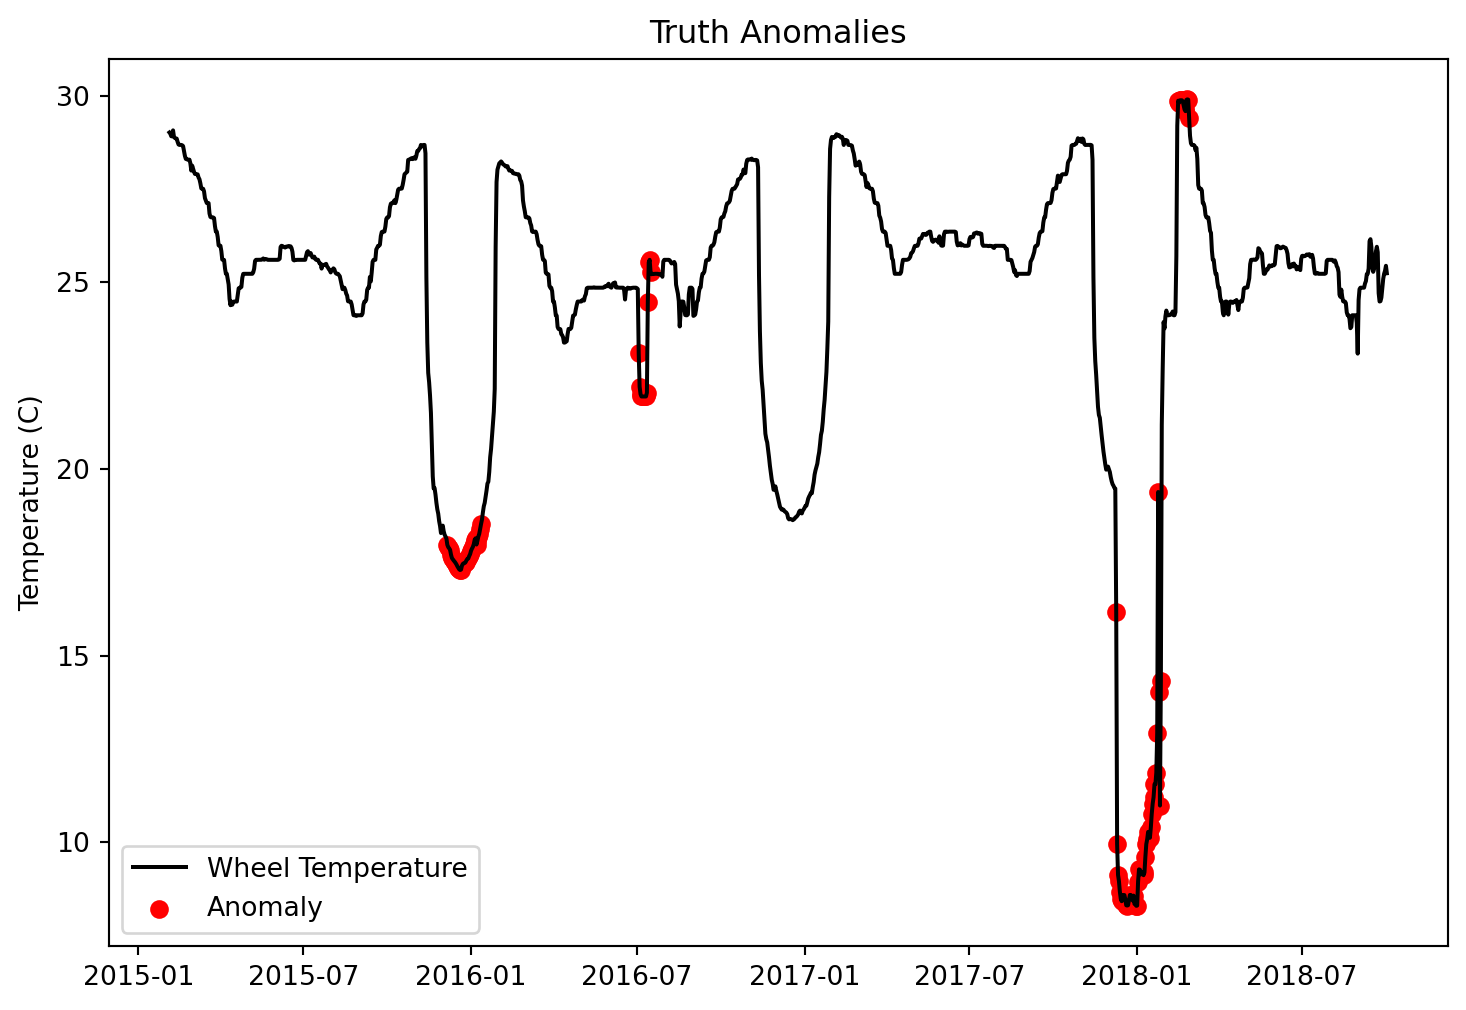 Truth Anomalies
Temperature (C)
30
25
20
15
10
Wheel Temperature
Anomaly
2015-01 2015-07 2016-01 2016-07 2017-01 2017-07 2018-01 2018-07